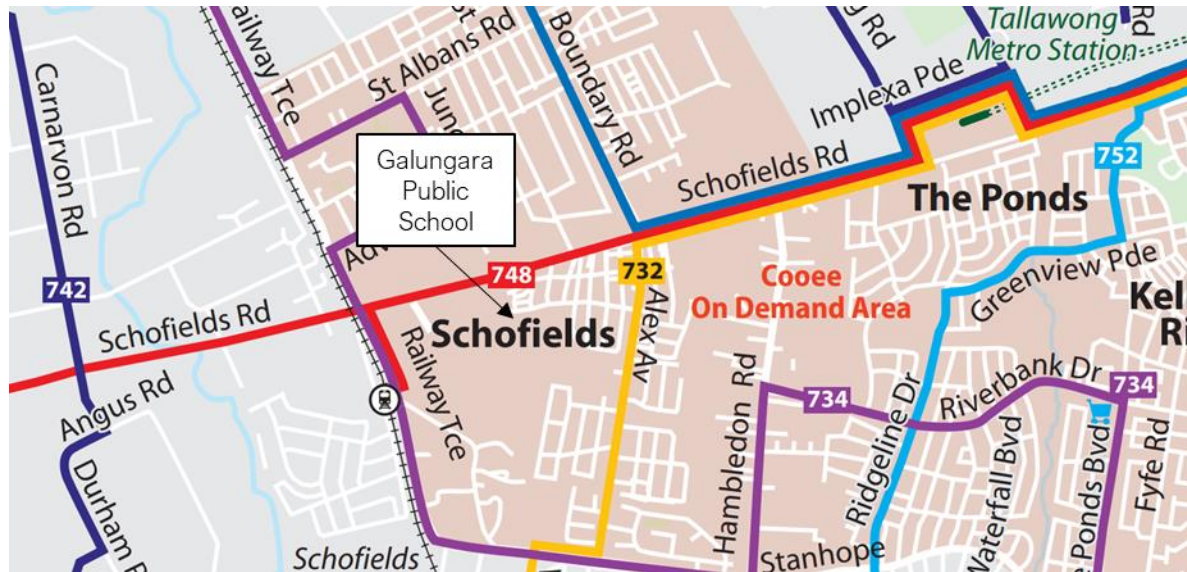 Tallawong
Metro Station
Railway Tce
St Albans Rd
Boundary Rd
Implexa Pde
Carnarvon Rd
Galungara
Public
School
Schofields Rd
752
The Ponds
748
732
742
Cooee
On Demand Area
Greenview Pde
Schofields Rd
Schofields
Alex Av
Railway Tce
Angus Rd
Hambledon Rd
Ridgeline Dr
Riverbank Dr
734
734
Durham
Waterfall Bvd
Ponds Bvd
Fyfe Rd
Stanhope
Schofields